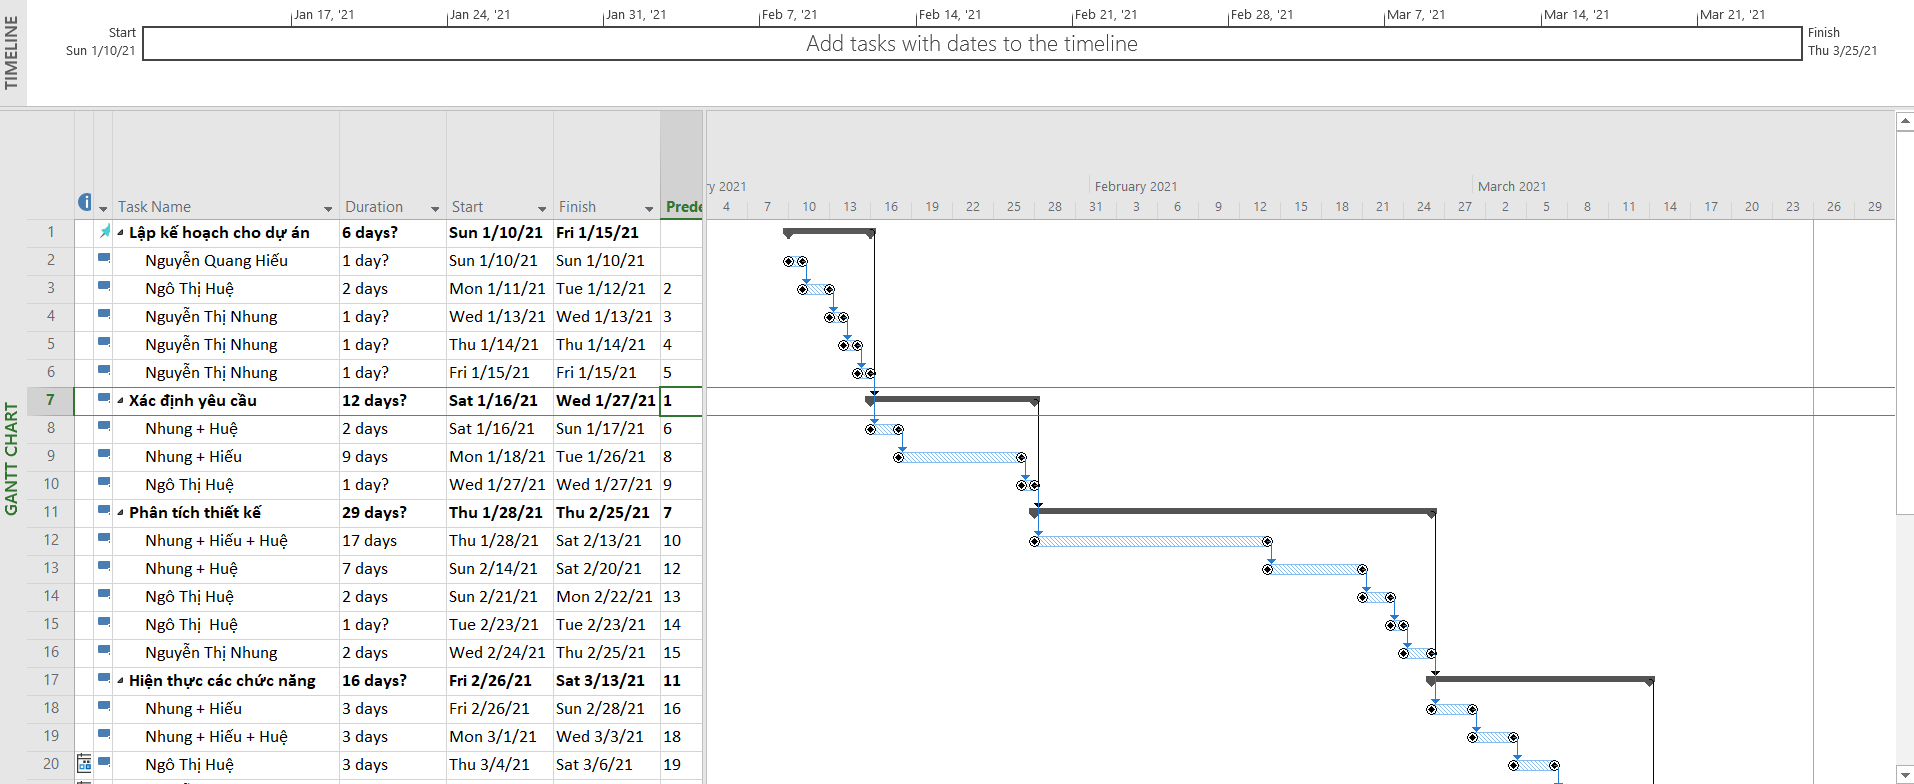 TIMELINE
Jan 17, '21 Jan 24, '21 Jan 31, '21 Feb 7, '21 Feb 14, '21 Feb 21, '21 Feb 28, '21 Mar 7, '21 Mar 14, '21 Mar 21, '21
Start
Sun 1/10/21
Add tasks with dates to the timeline
Finish
Thu 3/25/21
GANTT CHART
ry 2021 February 2021 March 2021
Task Name Duration Start Finish Prede
4 7 10 13 16 19 22 25 28 31 3 6 9 12 15 18 21 24 27 2 5 8 11 14 17 20 23 26 29
1 Lập kế hoạch cho dự án 6 days? Sun 1/10/21 Fri 1/15/21
2 Nguyễn Quang Hiếu 1 day? Sun 1/10/21 Sun 1/10/21
3 Ngô Thị Huệ 2 days Mon 1/11/21 Tue 1/12/21 2
4 Nguyễn Thị Nhung 1 day? Wed 1/13/21 Wed 1/13/21 3
5 Nguyễn Thị Nhung 1 day? Thu 1/14/21 Thu 1/14/21 4
6 Nguyễn Thị Nhung 1 day? Fri 1/15/21 Fri 1/15/21 5
7 Xác định yêu cầu 12 days? Sat 1/16/21 Wed 1/27/21 1
8 Nhung + Huệ 2 days Sat 1/16/21 Sun 1/17/21 6
9 Nhung + Hiếu 9 days Mon 1/18/21 Tue 1/26/21 8
10 Ngô Thị Huệ 1 day? Wed 1/27/21 Wed 1/27/21 9
11 Phân tích thiết kế 29 days? Thu 1/28/21 Thu 2/25/21 7
12 Nhung + Hiếu + Huệ 17 days Thu 1/28/21 Sat 2/13/21 10
13 Nhung + Huệ 7 days Sun 2/14/21 Sat 2/20/21 12
14 Ngô Thị Huệ 2 days Sun 2/21/21 Mon 2/22/21 13
15 Ngô Thị Huệ 1 day? Tue 2/23/21 Tue 2/23/21 14
16 Nguyễn Thị Nhung 2 days Wed 2/24/21 Thu 2/25/21 15
17 Hiện thực các chức năng 16 days? Fri 2/26/21 Sat 3/13/21 11
18 Nhung + Hiếu 3 days Fri 2/26/21 Sun 2/28/21 16
19 Nhung + Hiếu + Huệ 3 days Mon 3/1/21 Wed 3/3/21 18
20 Ngô Thị Huệ 3 days Thu 3/4/21 Sat 3/6/21 19